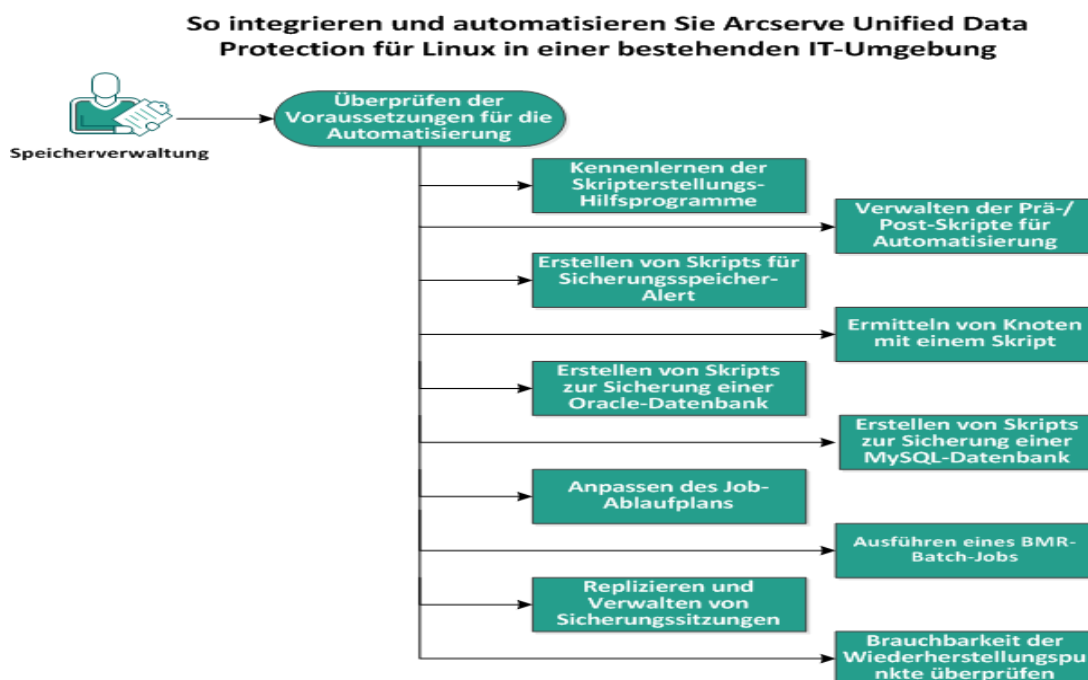 So integrieren und automatisieren Sie Arcserve Unified Data
Protection für Linux in einer bestehenden IT-Umgebung
Überprüfen der
Voraussetzungen für die
Automatisierung
Speicherverwaltung
Kennenlernen der
Skripterstellungs-
Hilfsprogramme
Verwalten der Prä-/
Post-Skripte für
Automatisierung
Erstellen von Skripts für
Sicherungsspeicher-
Alert
Ermitteln von Knoten
mit einem Skript
Erstellen von Skripts
zur Sicherung einer
Oracle-Datenbank
Erstellen von Skripts
zur Sicherung einer
MySQL-Datenbank
Anpassen des Job-
Ablaufplans
Ausführen eines BMR-
Batch-Jobs
Replizieren und
Verwalten von
Sicherungssitzungen
Brauchbarkeit der
Wiederherstellungspu
nkte überprüfen